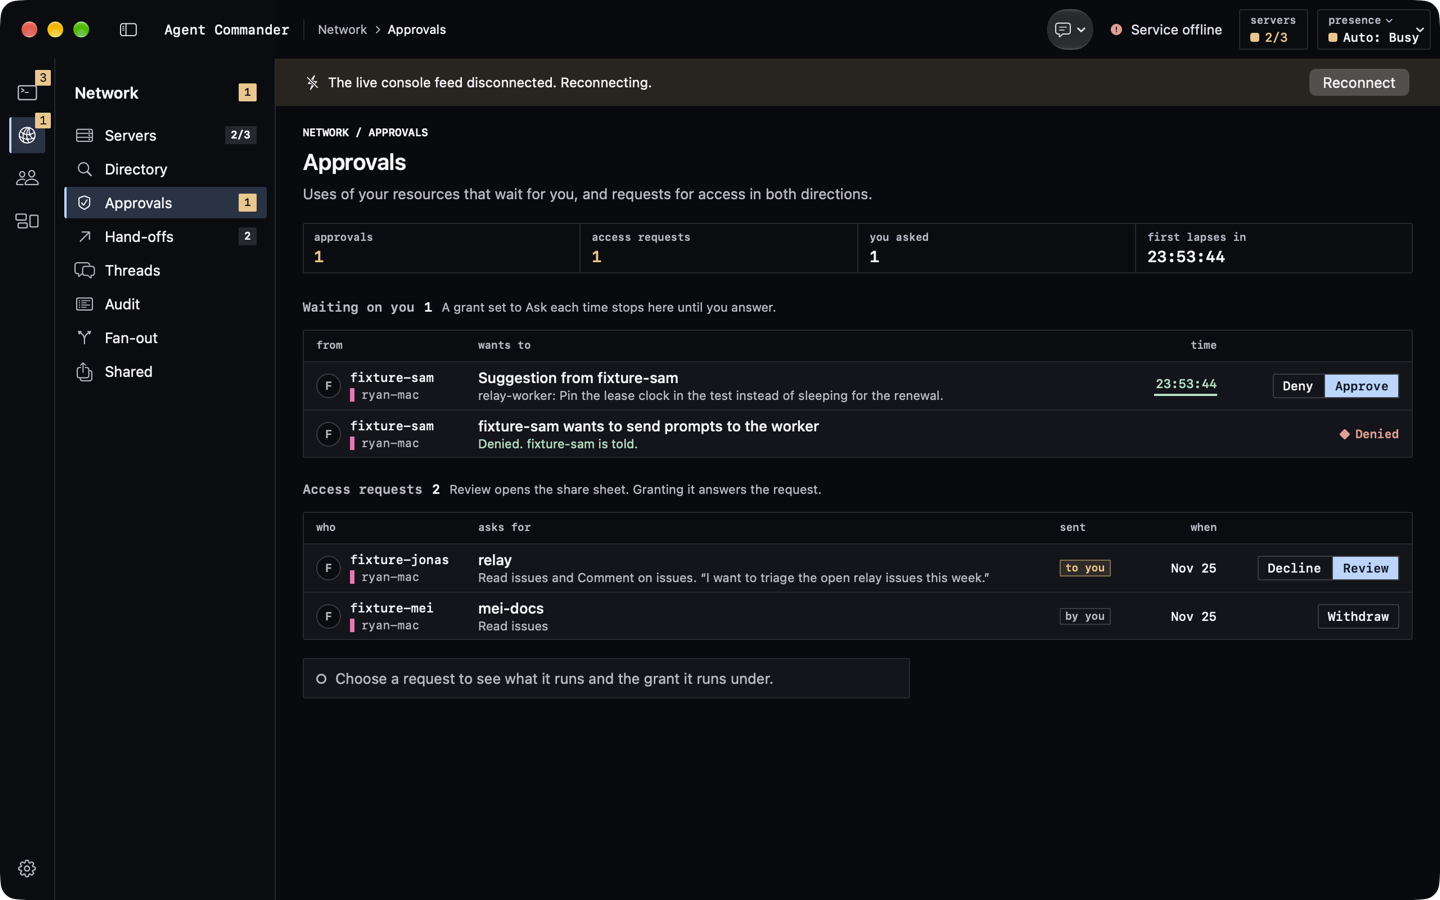 Agent Commander
Network > Approvals
Service offline
servers
2/3
presence
Auto: Busy
3
1
Network 1
Servers 2/3
Directory
Approvals 1
Hand-offs 2
Threads
Audit
Fan-out
Shared
The live console feed disconnected. Reconnecting.
Reconnect
NETWORK / APPROVALS
Approvals
Uses of your resources that wait for you, and requests for access in both directions.
approvals
1
access requests
1
you asked
1
first lapses in
23:53:44
Waiting on you 1 A grant set to Ask each time stops here until you answer.
from wants to time
F
fixture-sam
ryan-mac
Suggestion from fixture-sam
relay-worker: Pin the lease clock in the test instead of sleeping for the renewal.
23:53:44
Deny Approve
F
fixture-sam
ryan-mac
fixture-sam wants to send prompts to the worker
Denied. fixture-sam is told.
Denied
Access requests 2 Review opens the share sheet. Granting it answers the request.
who asks for sent when
F
fixture-jonas
ryan-mac
relay
Read issues and Comment on issues. “I want to triage the open relay issues this week.”
to you
Nov 25
Decline Review
F
fixture-mei
ryan-mac
mei-docs
Read issues
by you
Nov 25
Withdraw
Choose a request to see what it runs and the grant it runs under.